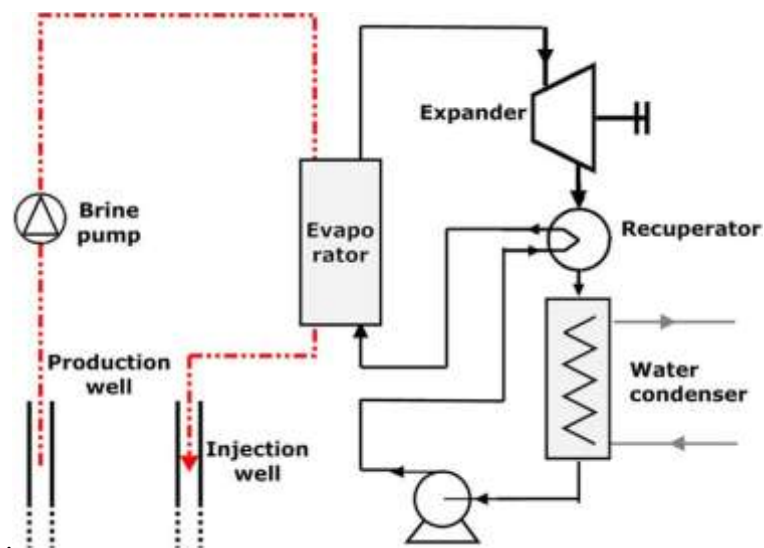 Expander
Brine
pump
Evapo
rator
Recuperator
Production
well
Water
condenser
Injection
well